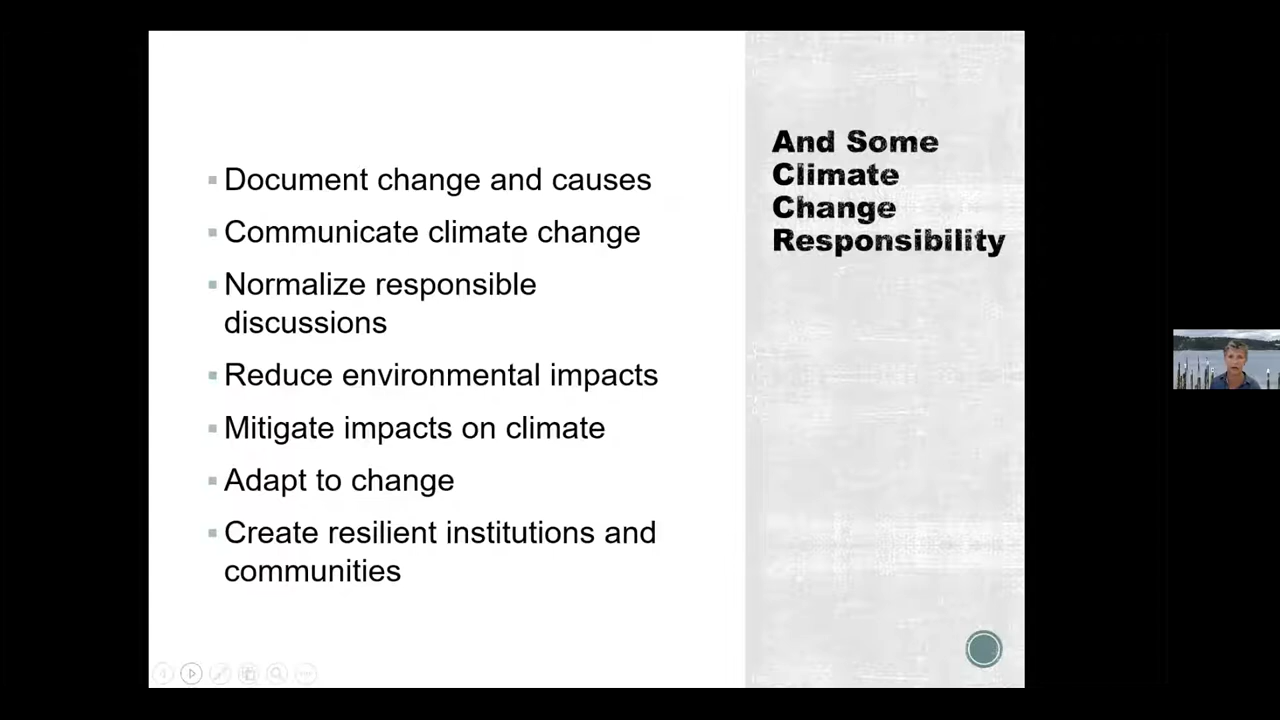 Document change and causes
Communicate climate change
Normalize responsible
discussions
Reduce environmental impacts
Mitigate impacts on climate
Adapt to change
Create resilient institutions and
communities
And Some
Climate
Change
Responsibility